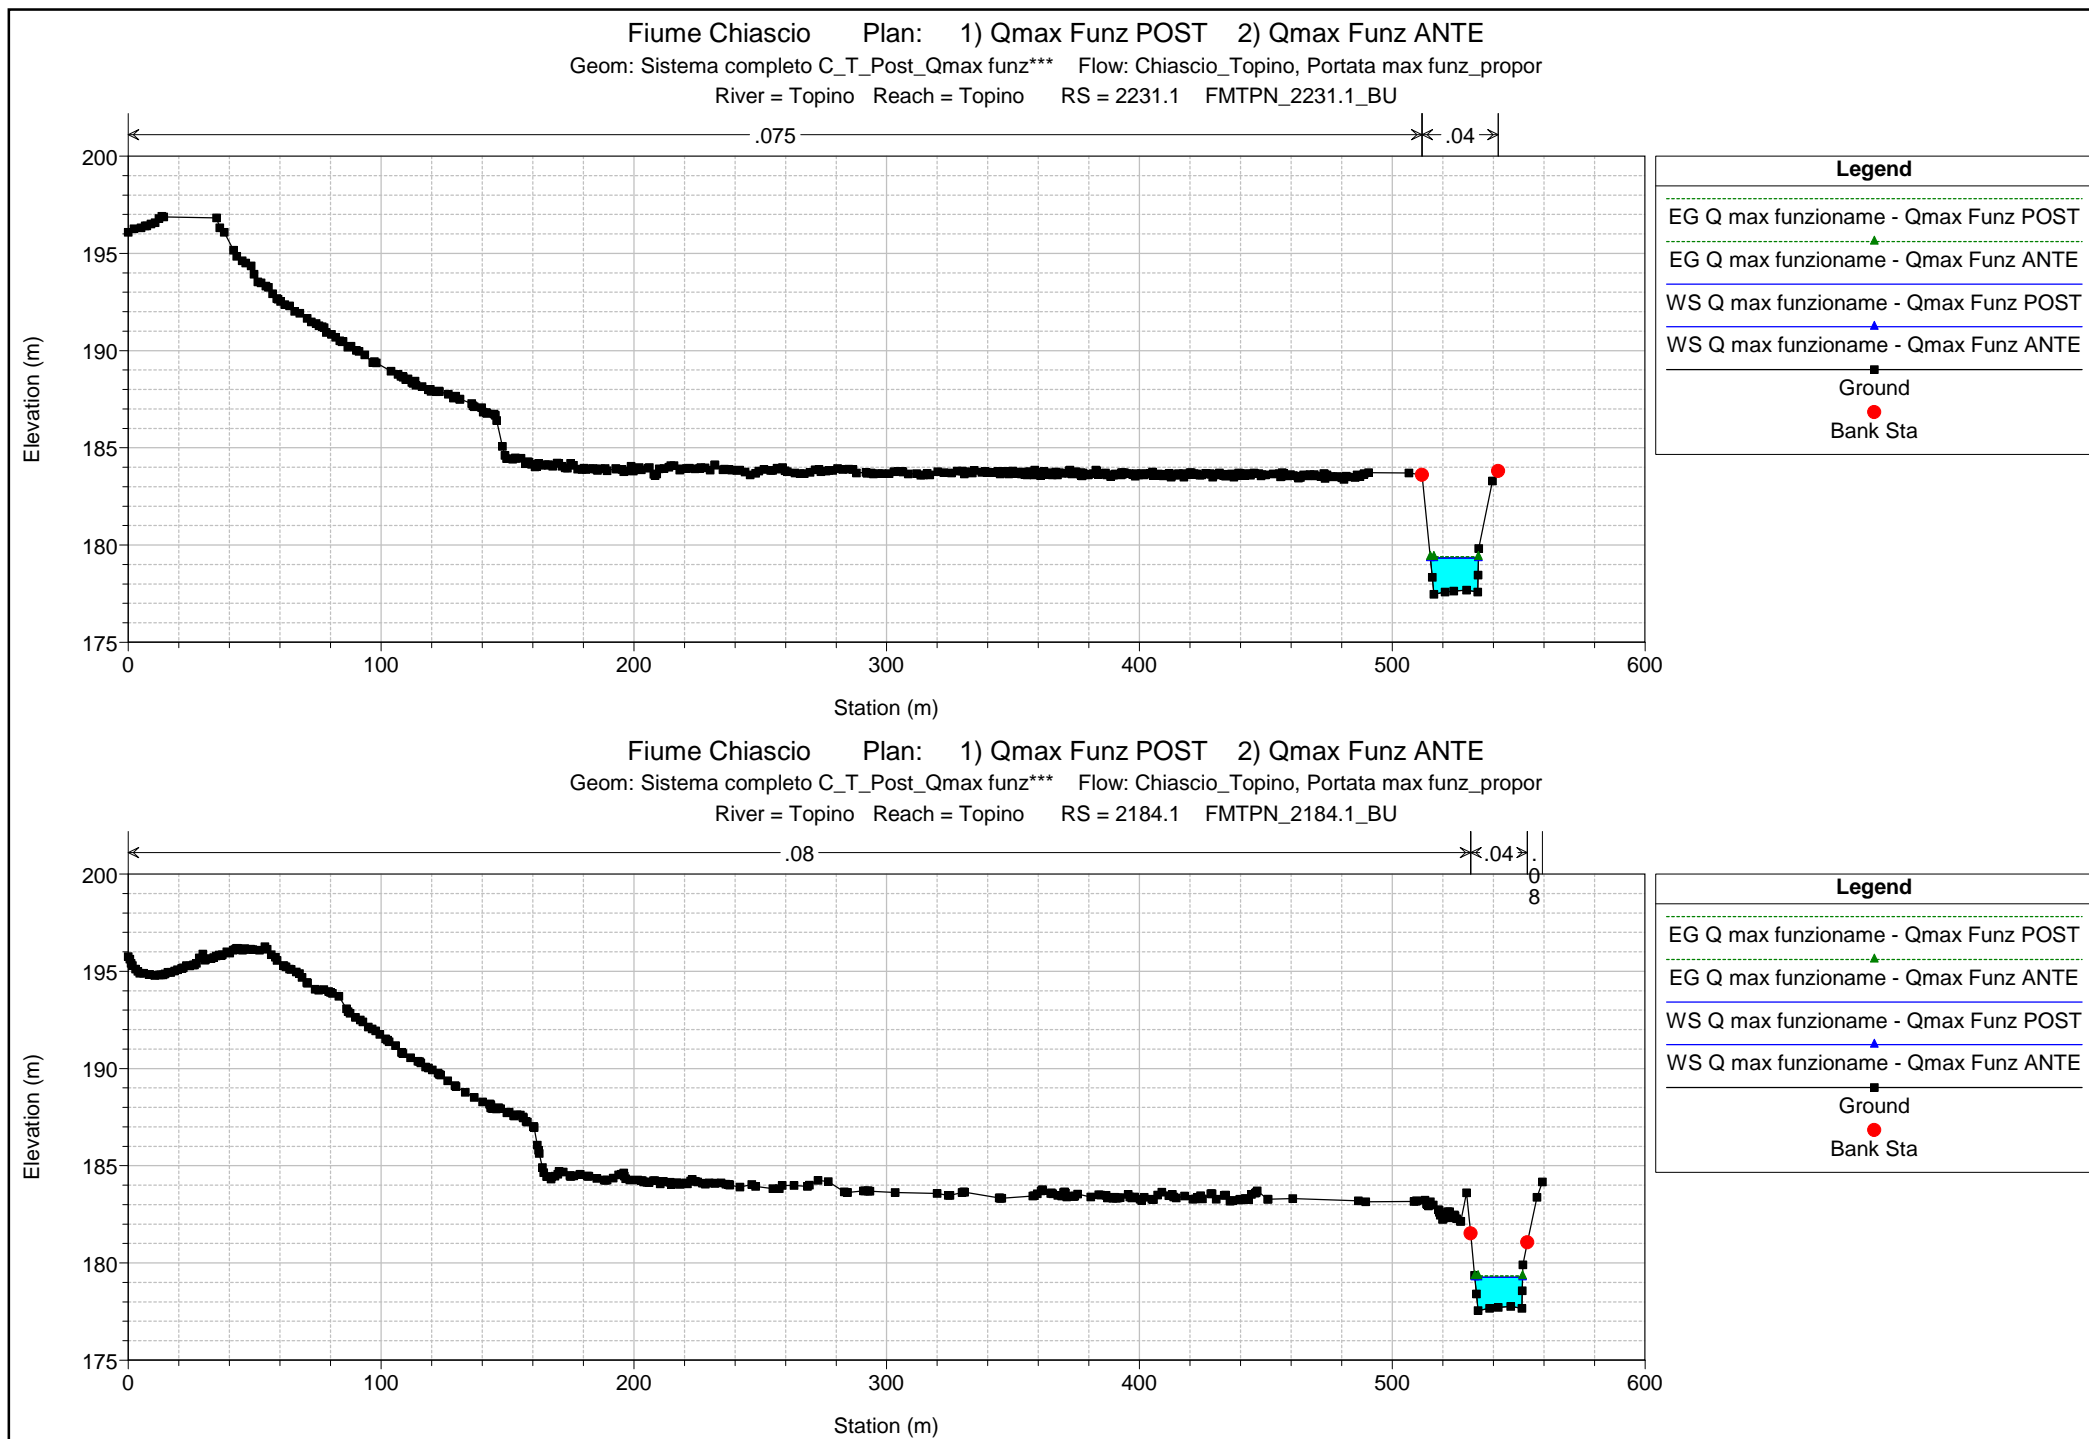 Fiume Chiascio Plan: 1) Qmax Funz POST 2) Qmax Funz ANTE
Geom: Sistema completo C_T_Post_Qmax funz*** Flow: Chiascio_Topino, Portata max funz_propor
River = Topino Reach = Topino RS = 2231.1 FMTPN_2231.1_BU
.075 .04
200
195
190
185
180
175
Elevation (m)
0 100 200 300 400 500 600
Station (m)
Legend
EG Q max funzioname - Qmax Funz POST
EG Q max funzioname - Qmax Funz ANTE
WS Q max funzioname - Qmax Funz POST
WS Q max funzioname - Qmax Funz ANTE
Ground
Bank Sta
Fiume Chiascio Plan: 1) Qmax Funz POST 2) Qmax Funz ANTE
Geom: Sistema completo C_T_Post_Qmax funz*** Flow: Chiascio_Topino, Portata max funz_propor
River = Topino Reach = Topino RS = 2184.1 FMTPN_2184.1_BU
.08 .04 .
0
8
200
195
190
185
180
175
Elevation (m)
0 100 200 300 400 500 600
Station (m)
Legend
EG Q max funzioname - Qmax Funz POST
EG Q max funzioname - Qmax Funz ANTE
WS Q max funzioname - Qmax Funz POST
WS Q max funzioname - Qmax Funz ANTE
Ground
Bank Sta